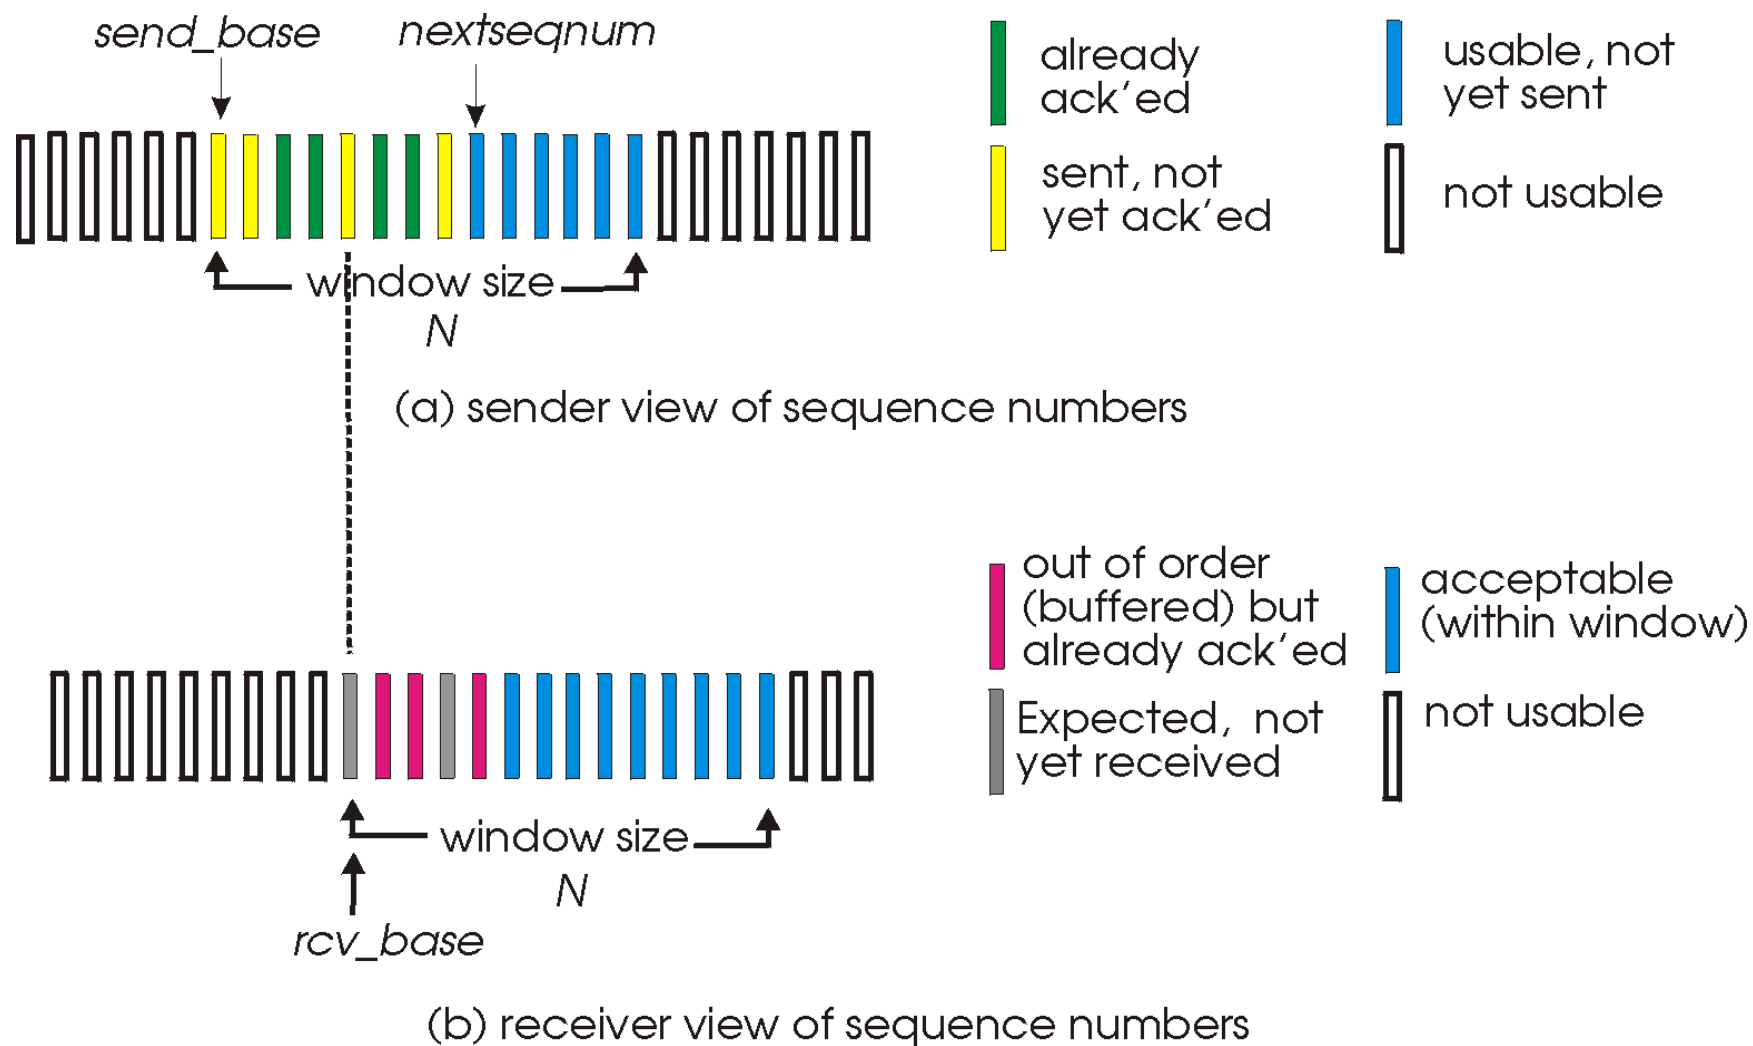 send_base
nextseqnum
already
ack'ed
usable, not
yet sent
sent, not
yet ack'ed
not usable
window size
N
(a) sender view of sequence numbers
out of order
(buffered) but
already ack'ed
acceptable
(within window)
Expected, not
yet received
not usable
window size
N
rcv_base
(b) receiver view of sequence numbers